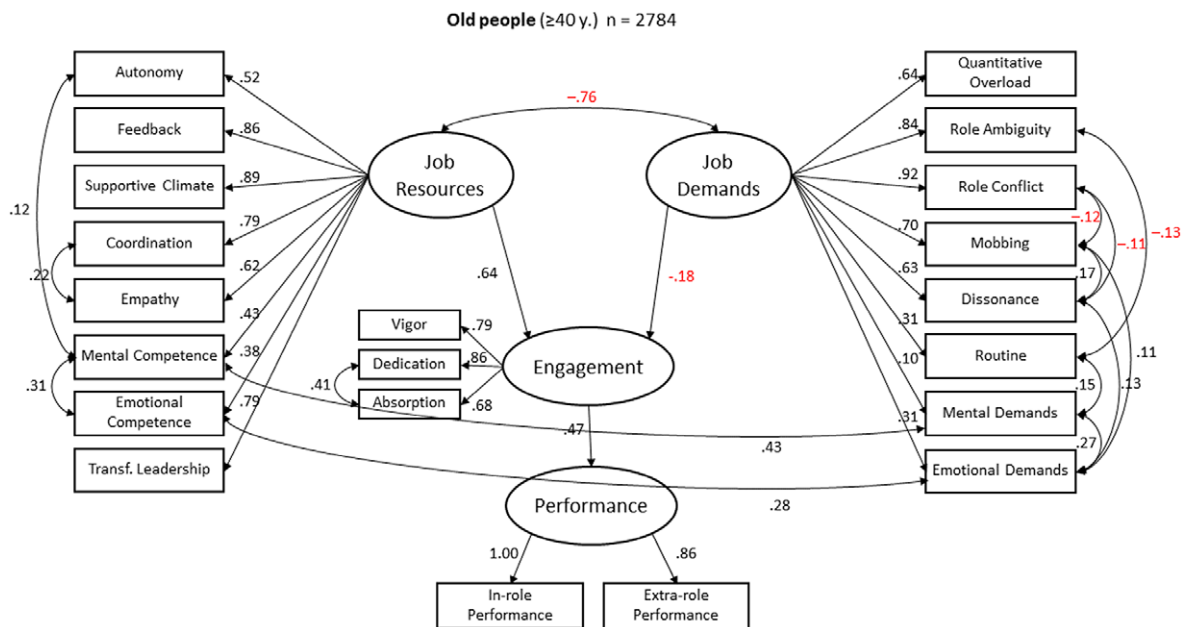 Old people (≥40 y.) n = 2784
Autonomy
Feedback
Supportive Climate
Coordination
Empathy
Mental Competence
Emotional
Competence
Transf. Leadership
.12
.22
.31
.52
.86
.89
.79
.62
.43
.38
.79
Job
Resources
–.76
Job
Demands
.64
-.18
.64
.84
.92
.70
.63
.31
.10
.31
Quantitative
Overload
Role Ambiguity
Role Conflict
Mobbing
Dissonance
Routine
Mental Demands
Emotional Demands
–.12
–.11
–.13
.17
.11
.13
.15
.27
Vigor
Dedication
Absorption
.41
.79
.86
.68
Engagement
.47
.43
.28
Performance
1.00
.86
In-role
Performance
Extra-role
Performance